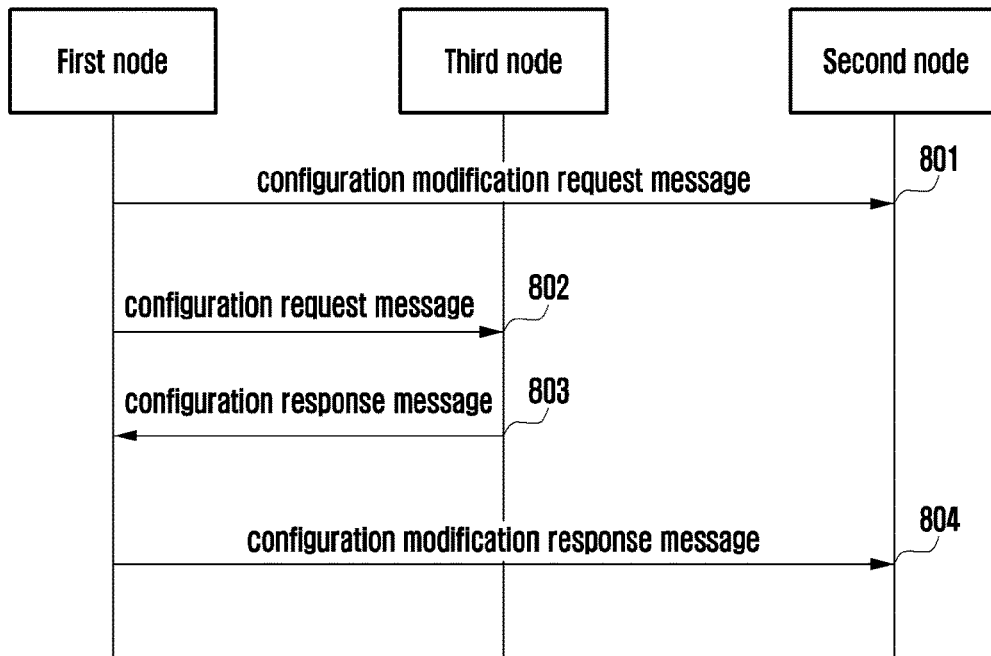 First node
Third node
Second node
801
configuration modification request message
802
configuration request message
803
configuration response message
804
configuration modification response message